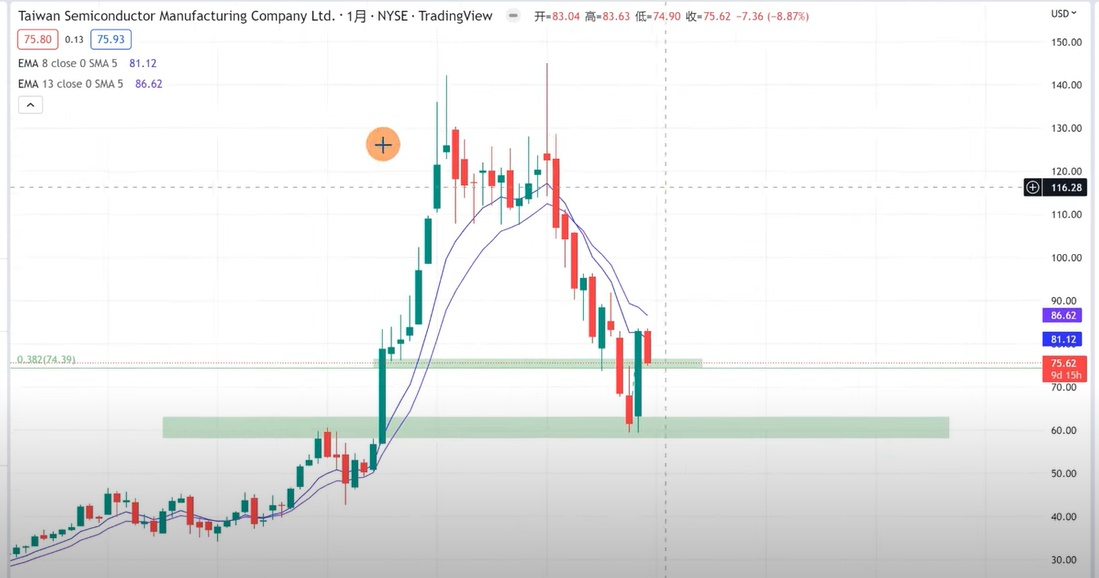 Taiwan Semiconductor Manufacturing Company Ltd. · 1月 · NYSE · TradingView 开=83.04 高=83.63 低=74.90 收=75.62 −7.36 (−8.87%)
USD
75.80 0.13 75.93
EMA 8 close 0 SMA 5 81.12
EMA 13 close 0 SMA 5 86.62
150.00
140.00
130.00
120.00
116.28
110.00
100.00
90.00
86.62
81.12
0.382(74.39)
75.62
9d 15h
70.00
60.00
50.00
40.00
30.00